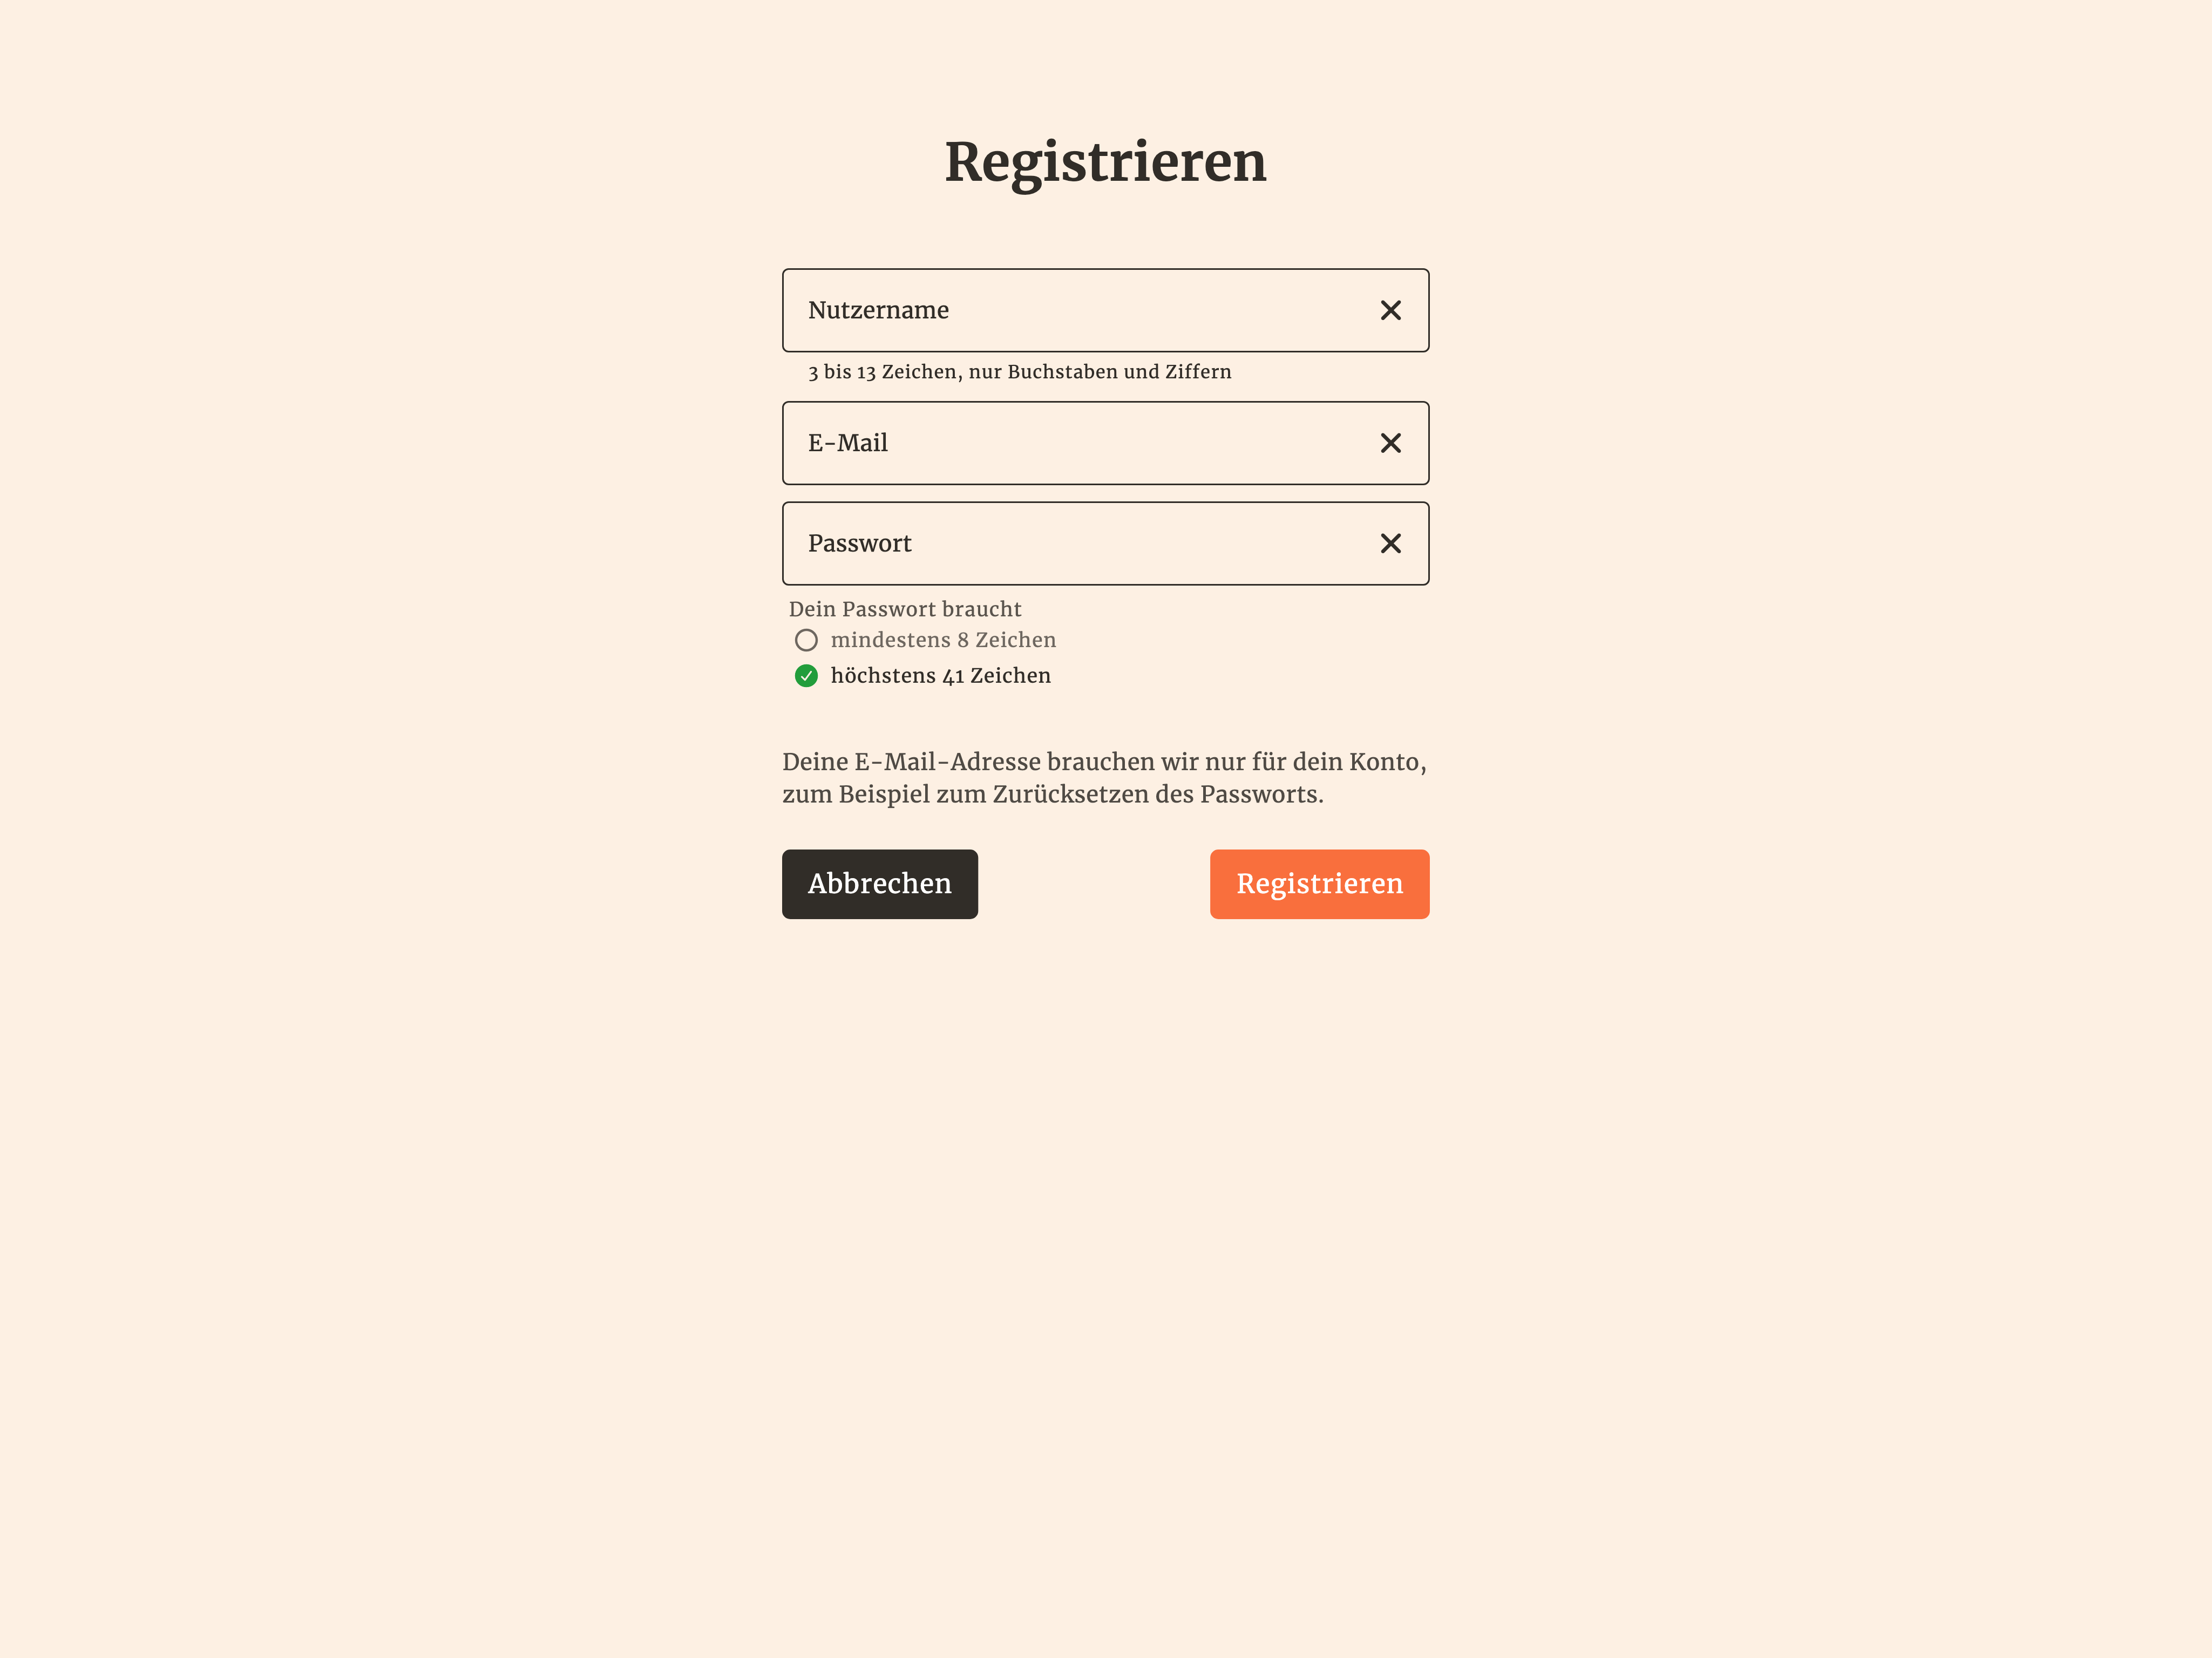 Registrieren
Nutzername
3 bis 13 Zeichen, nur Buchstaben und Ziffern
E-Mail
Passwort
Dein Passwort braucht
mindestens 8 Zeichen
höchstens 41 Zeichen
Deine E-Mail-Adresse brauchen wir nur für dein Konto,
zum Beispiel zum Zurücksetzen des Passworts.
Abbrechen
Registrieren